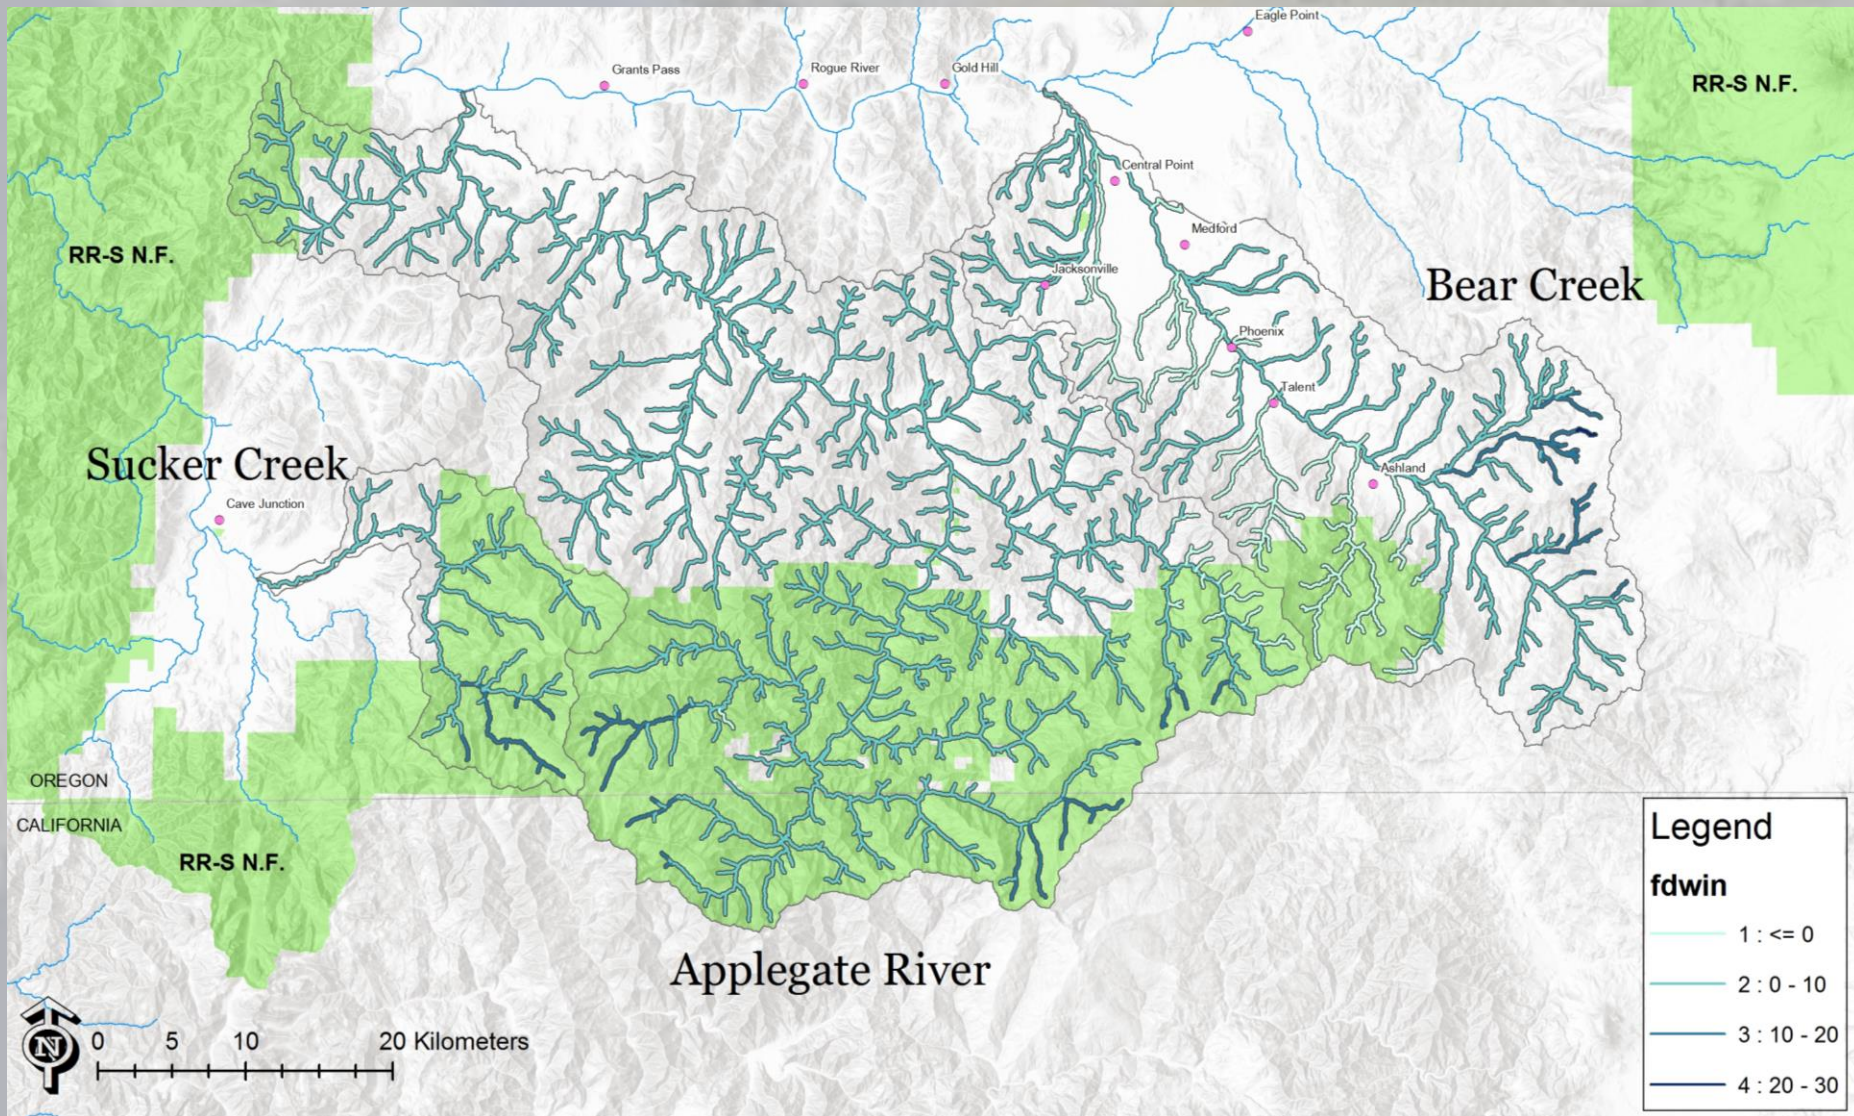 Eagle Point
Grants Pass
Rogue River
Gold Hill
RR-S N.F.
Central Point
RR-S N.F.
Medford
Jacksonville
Bear Creek
Phoenix
Talent
Sucker Creek
Ashland
Cave Junction
OREGON
CALIFORNIA
RR-S N.F.
Applegate River
Legend
fdwin
1 : <= 0
2 : 0 - 10
3 : 10 - 20
4 : 20 - 30
N
0 5 10 20 Kilometers